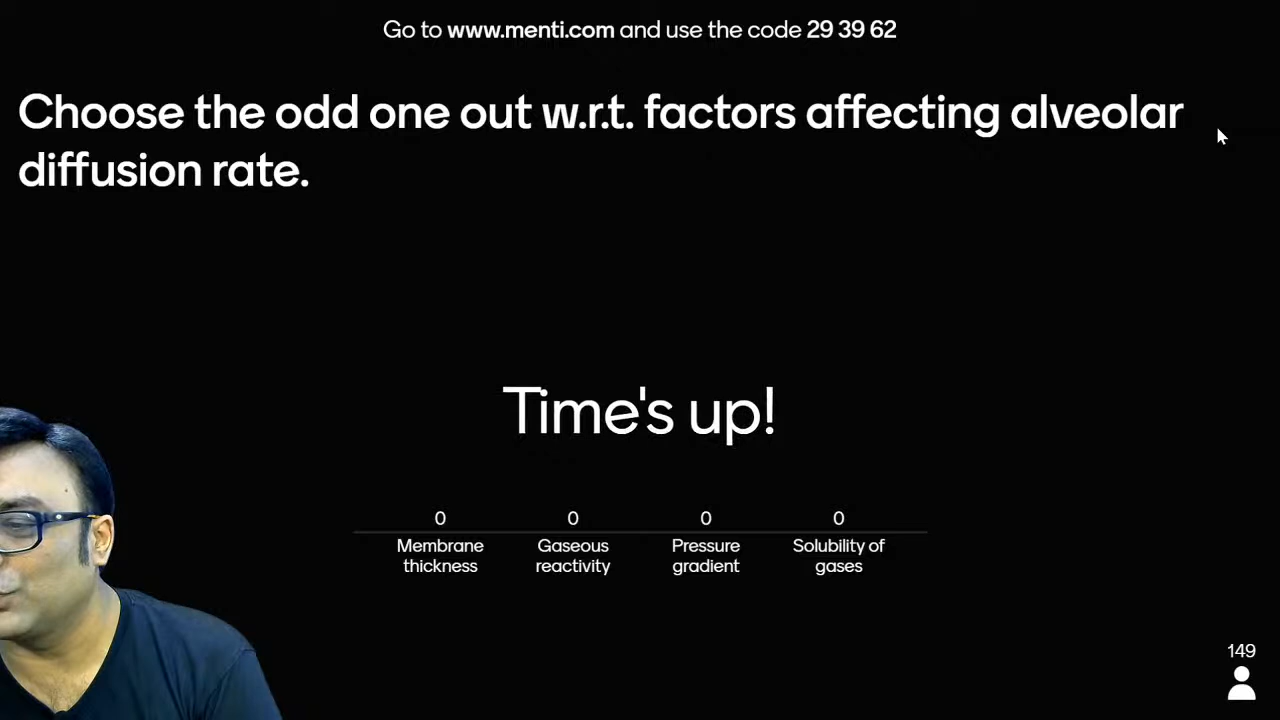 Go to www.menti.com and use the code 29 39 62
Choose the odd one out w.r.t. factors affecting alveolar
diffusion rate.
Time's up!
0 0 0 0
Membrane Gaseous Pressure Solubility of
thickness reactivity gradient gases
149